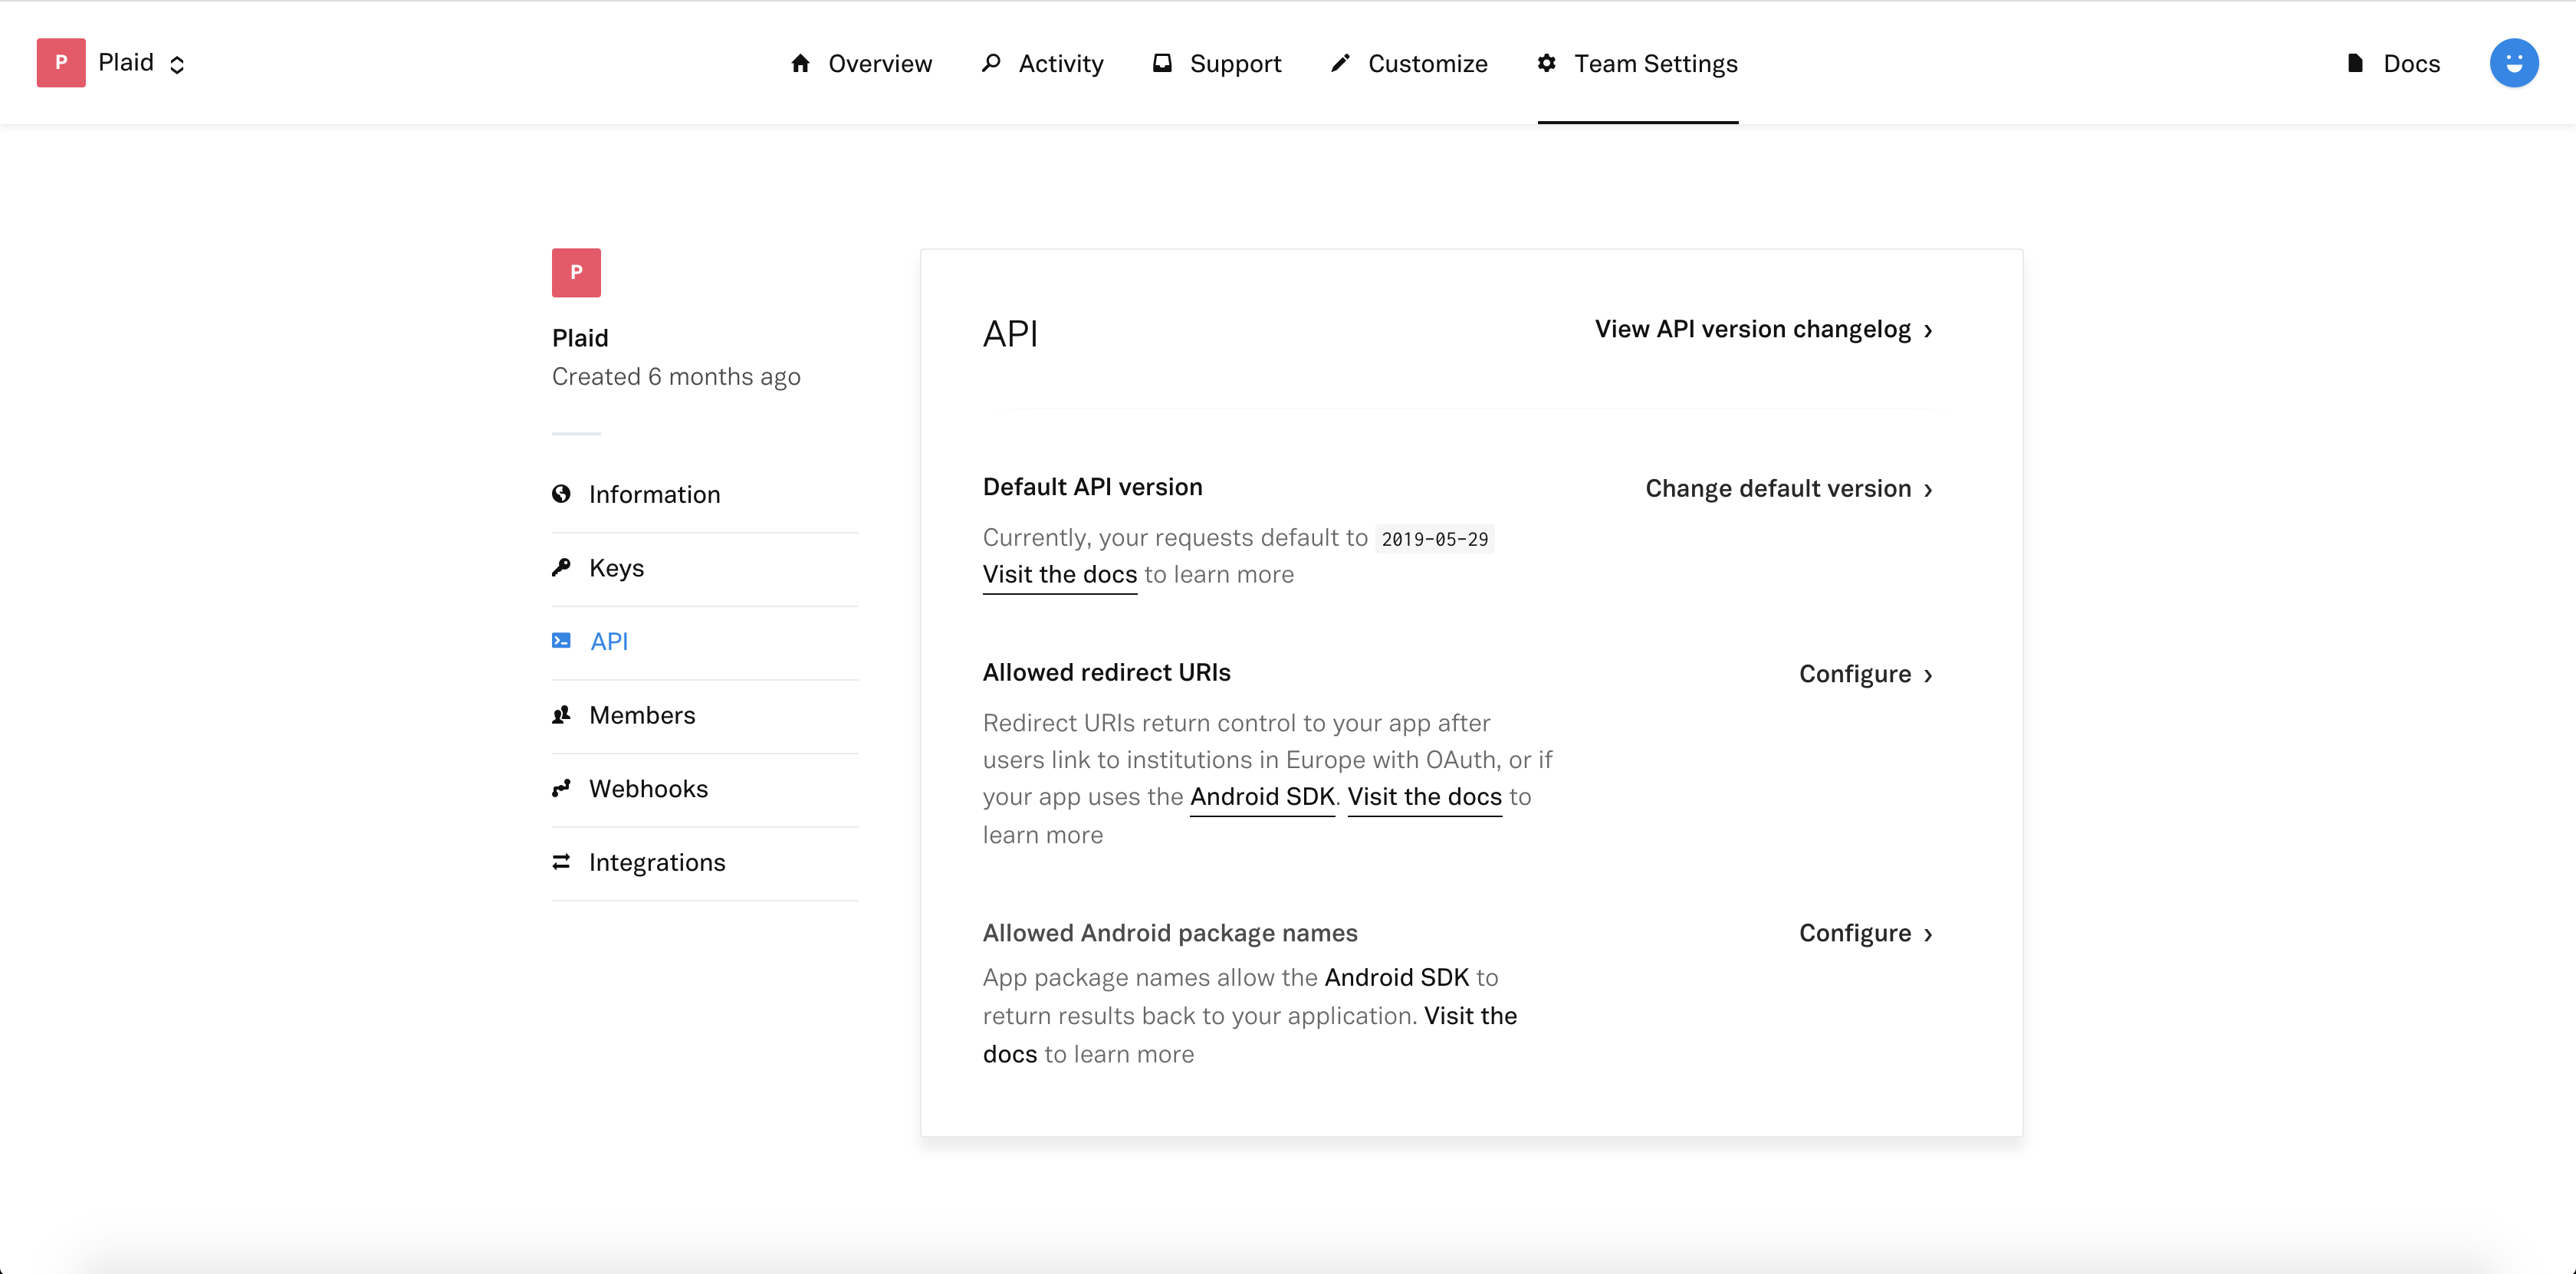 P Plaid
Overview
Activity
Support
Customize
Team Settings
Docs
P
Plaid
Created 6 months ago
Information
Keys
API
Members
Webhooks
Integrations
API
View API version changelog ›
Default API version
Change default version ›
Currently, your requests default to 2019-05-29
Visit the docs to learn more
Allowed redirect URIs
Configure ›
Redirect URIs return control to your app after
users link to institutions in Europe with OAuth, or if
your app uses the Android SDK. Visit the docs to
learn more
Allowed Android package names
Configure ›
App package names allow the Android SDK to
return results back to your application. Visit the
docs to learn more